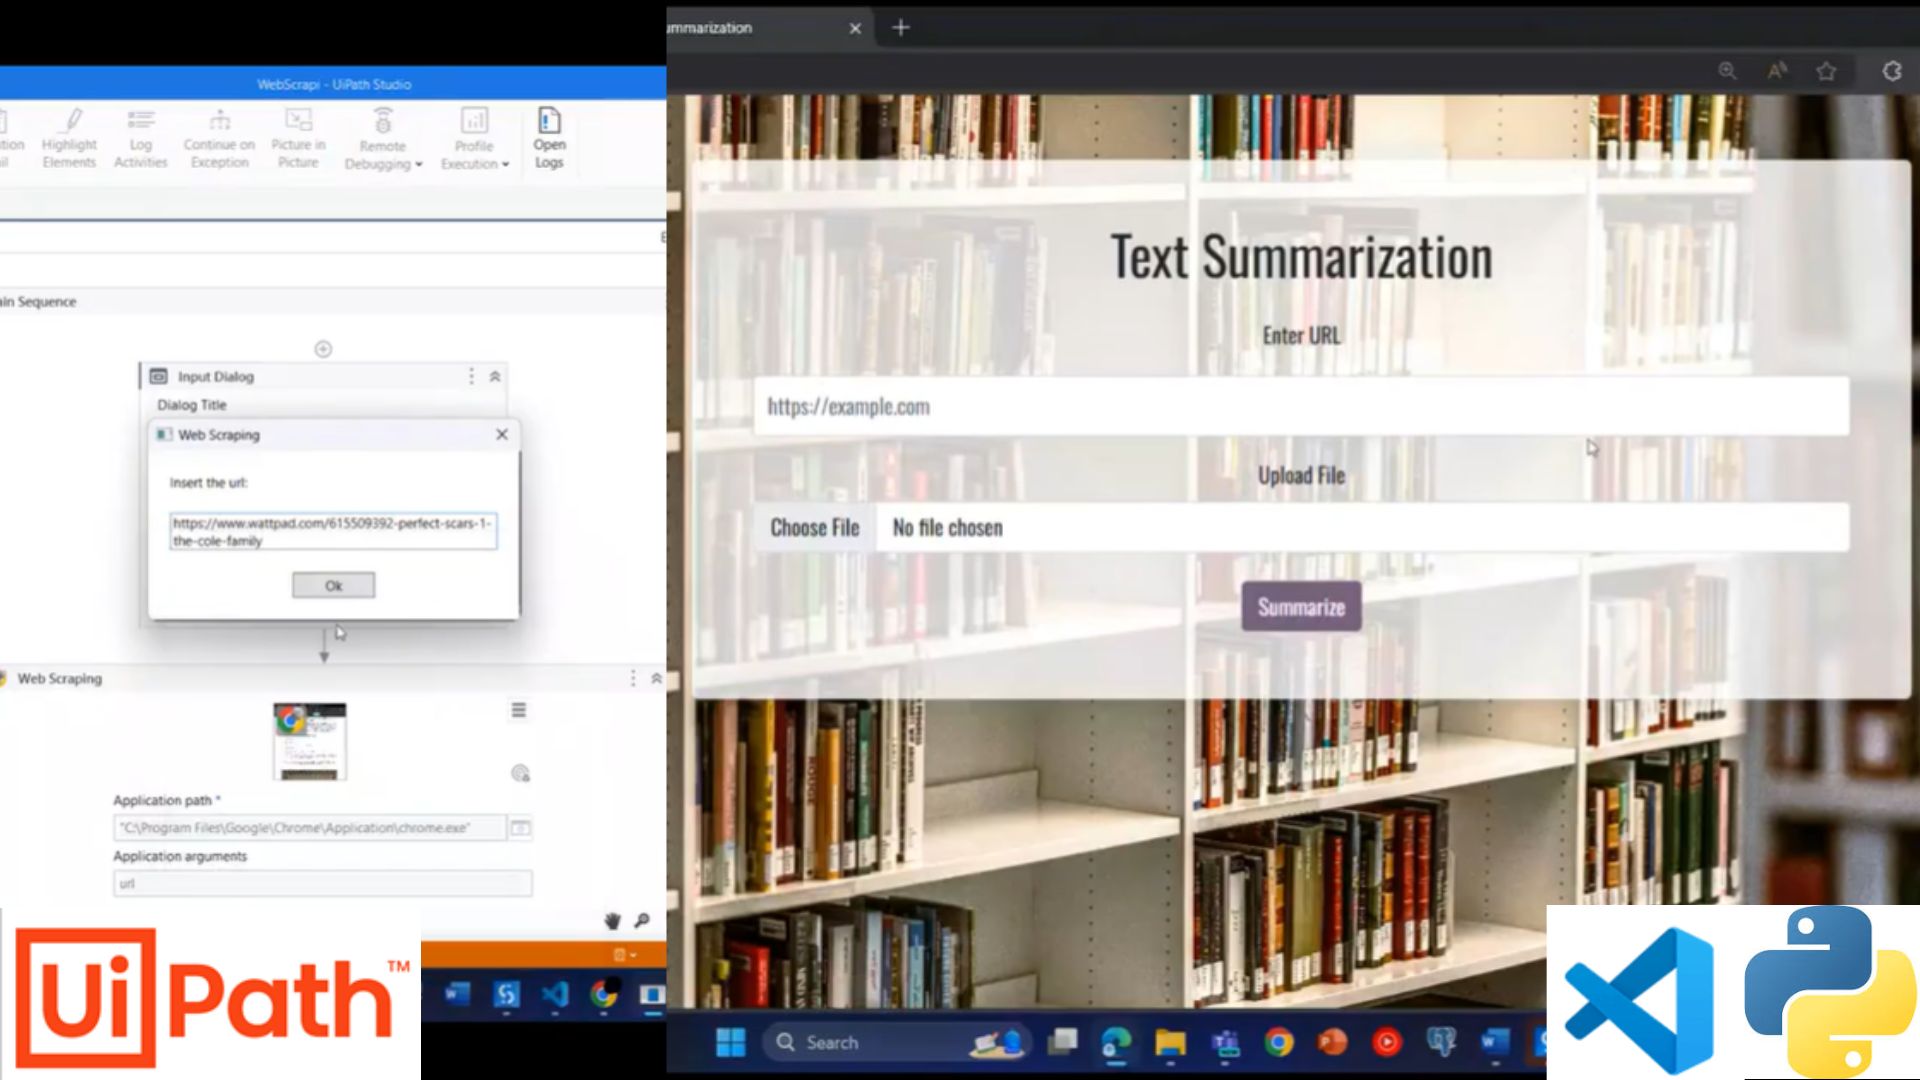 WebScrapi - UiPath Studio
Highlight Elements
Log Activities
Continue on Exception
Picture in Picture
Remote Debugging
Profile Execution
Open Logs
ain Sequence
Input Dialog
Dialog Title
Web Scraping
Insert the url:
https://www.wattpad.com/615509392-perfect-scars-1-
the-cole-family
Ok
Web Scraping
Application path *
"C:\Program Files\Google\Chrome\Application\chrome.exe"
Application arguments
url
UiPath™
ummarization
Text Summarization
Enter URL
https://example.com
Upload File
Choose File
No file chosen
Summarize
Search